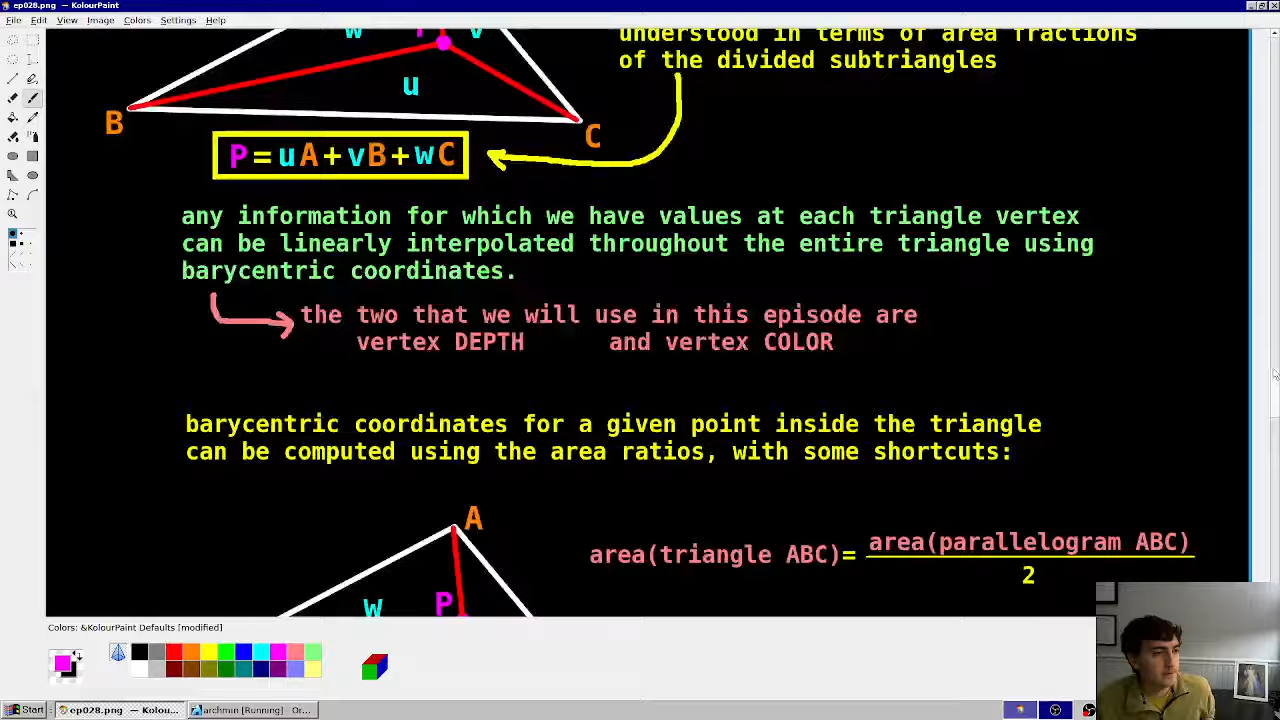 ep028.png - KolourPaint
File Edit View Image Colors Settings Help
understood in terms of area fractions
of the divided subtriangles
w P v
u
B
C
P=uA+vB+wC
any information for which we have values at each triangle vertex
can be linearly interpolated throughout the entire triangle using
barycentric coordinates.
the two that we will use in this episode are
vertex DEPTH and vertex COLOR
barycentric coordinates for a given point inside the triangle
can be computed using the area ratios, with some shortcuts:
A
area(triangle ABC)= area(parallelogram ABC)
2
w P
Colors: &KolourPaint Defaults [modified]
Start ep028.png — Kolou... archmin [Running] - Or...